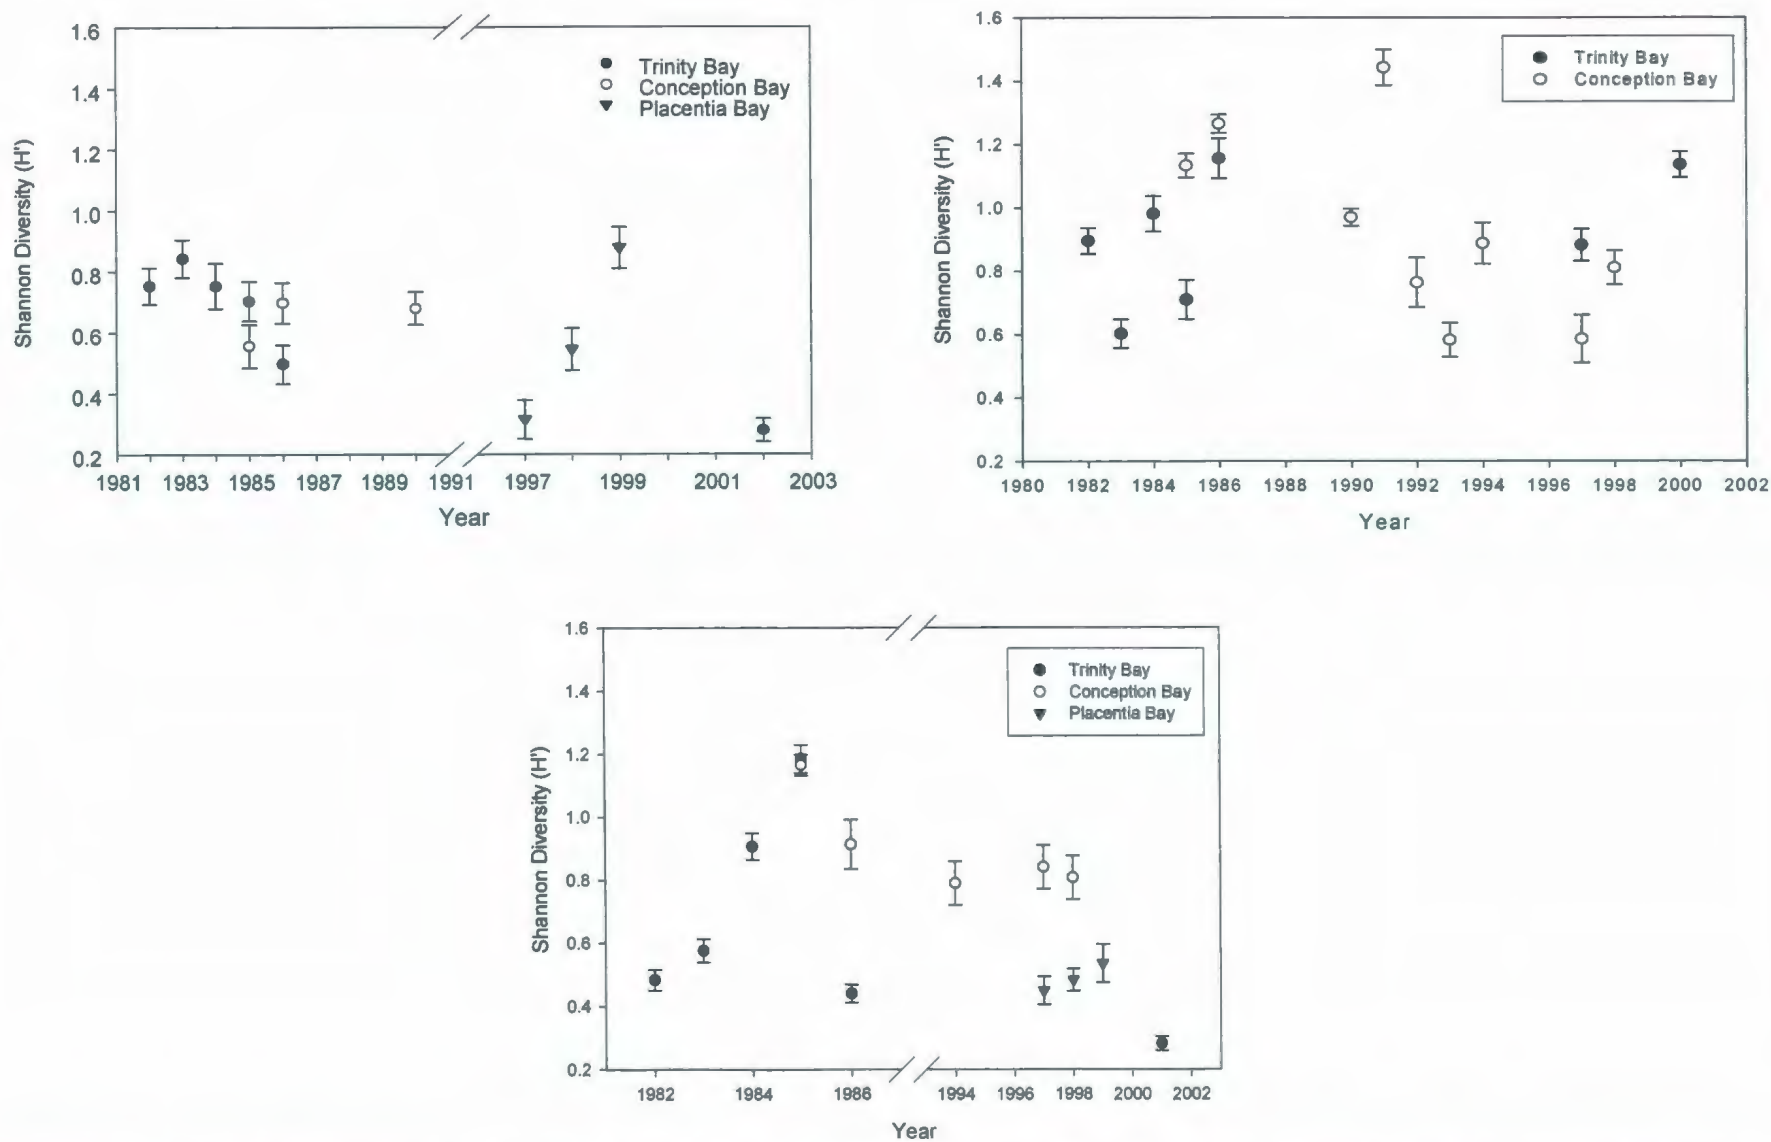 1.6
1.4
1.2
1.0
0.8
0.6
0.4
0.2
Shannon Diversity (H')
Trinity Bay
Conception Bay
Placentia Bay
1981 1983 1985 1987 1989 1991 1997 1999 2001 2003
Year
1.6
1.4
1.2
1.0
0.8
0.6
0.4
0.2
Shannon Diversity (H')
Trinity Bay
Conception Bay
1980 1982 1984 1986 1988 1990 1992 1994 1996 1998 2000 2002
Year
1.6
1.4
1.2
1.0
0.8
0.6
0.4
0.2
Shannon Diversity (H')
Trinity Bay
Conception Bay
Placentia Bay
1982 1984 1986 1994 1996 1998 2000 2002
Year